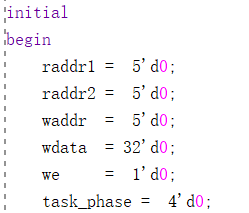 initial
begin
raddr1 =  5'd0;
raddr2 =  5'd0;
waddr  =  5'd0;
wdata  = 32'd0;
we     =  1'd0;
task_phase =  4'd0;